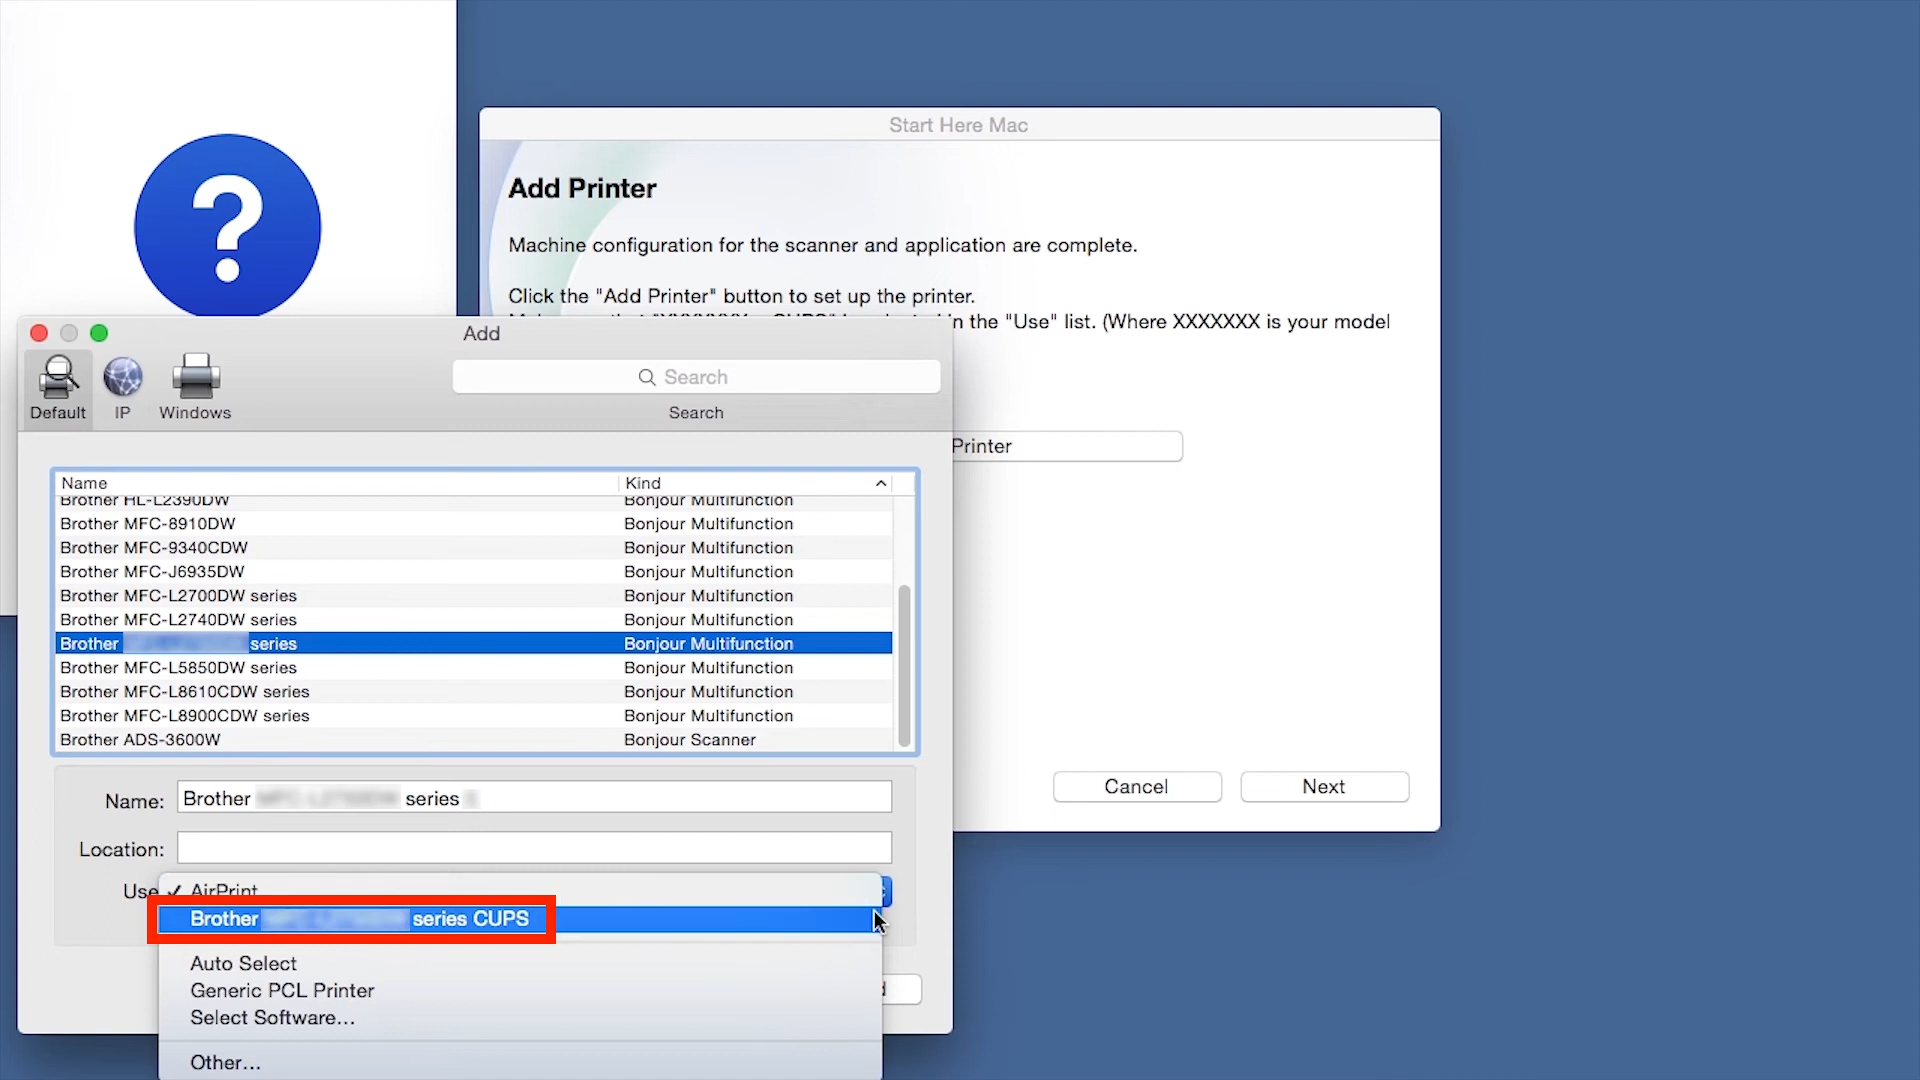 ?
Start Here Mac
Add Printer
Machine configuration for the scanner and application are complete.
Click the "Add Printer" button to set up the printer.
in the "Use" list. (Where XXXXXXX is your model
Printer
Cancel
Next
Add
Default
IP
Windows
Search
Search
Name Kind
Brother HL-L2390DW Bonjour Multifunction
Brother MFC-8910DW Bonjour Multifunction
Brother MFC-9340CDW Bonjour Multifunction
Brother MFC-J6935DW Bonjour Multifunction
Brother MFC-L2700DW series Bonjour Multifunction
Brother MFC-L2740DW series Bonjour Multifunction
Brother series Bonjour Multifunction
Brother MFC-L5850DW series Bonjour Multifunction
Brother MFC-L8610CDW series Bonjour Multifunction
Brother MFC-L8900CDW series Bonjour Multifunction
Brother ADS-3600W Bonjour Scanner
Name: Brother series
Location:
Use ✓ AirPrint
Brother series CUPS
Auto Select
Generic PCL Printer
Select Software...
Other...